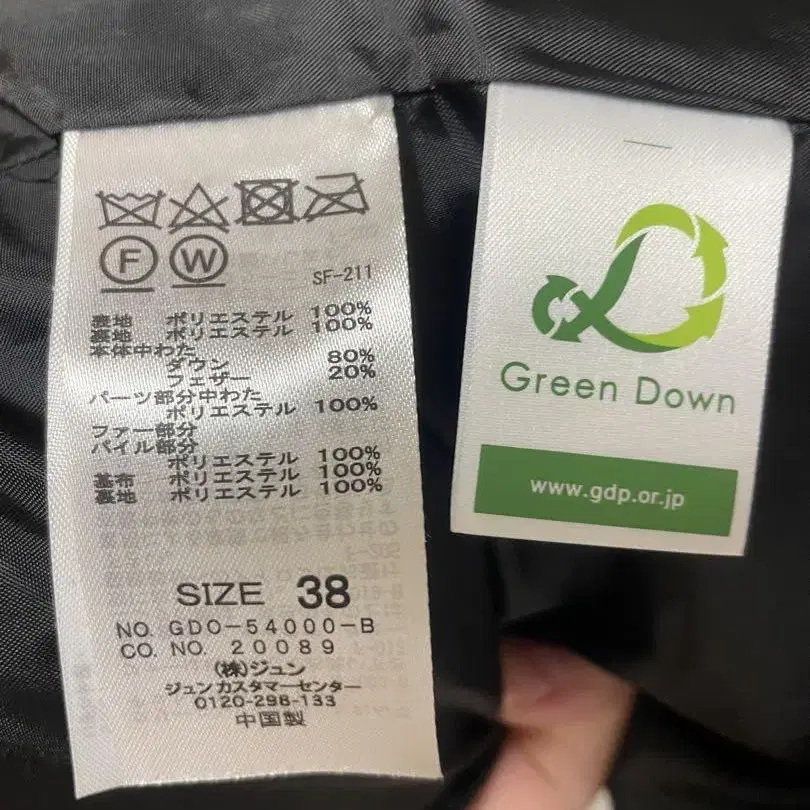 F W
SF-211
表地 ポリエステル 100%
裏地 ポリエステル 100%
本体中わた
ダウン 80%
フェザー 20%
パーツ部分中わた
ポリエステル 100%
ファー部分
パイル部分
ポリエステル 100%
基布 ポリエステル 100%
裏地 ポリエステル 100%
SIZE 38
NO. GDO-54000-B
CO. NO. 20089
(株)ジュン
ジュン カスタマーセンター
0120-298-133
中国製
Green Down
www.gdp.or.jp